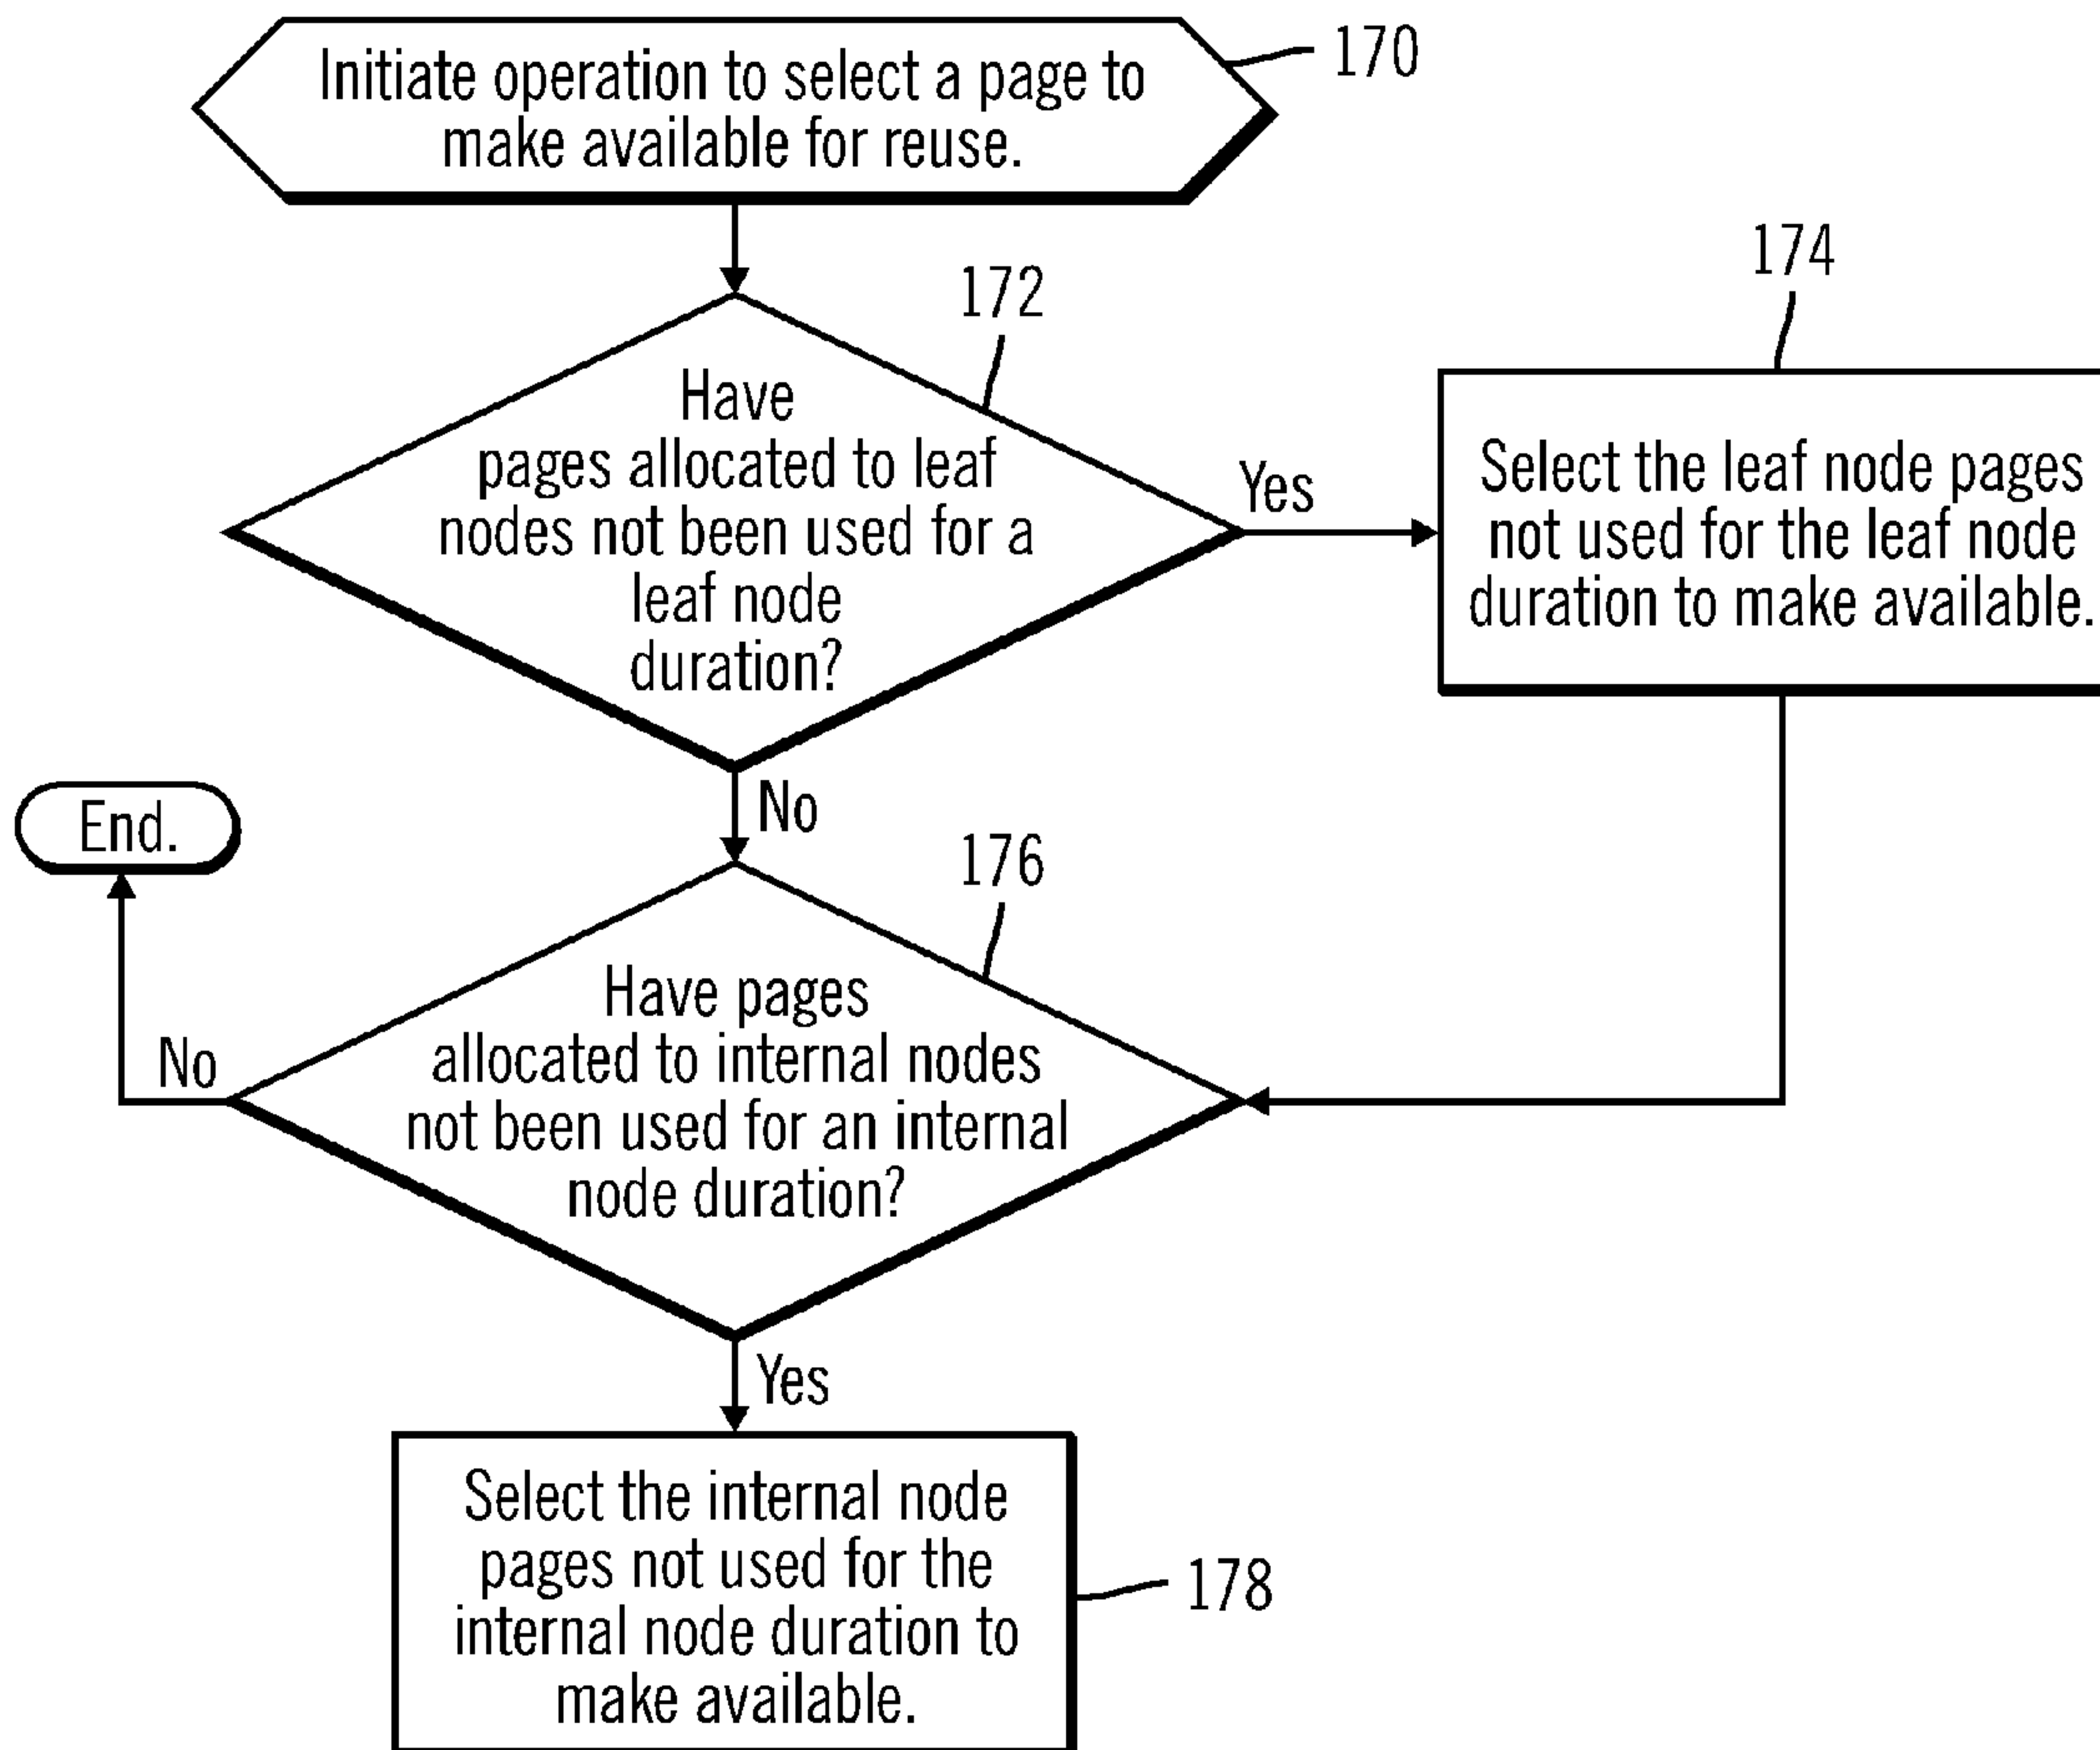 Initiate operation to select a page to
make available for reuse.
170
172
Have
pages allocated to leaf
nodes not been used for a
leaf node
duration?
Yes
174
Select the leaf node pages
not used for the leaf node
duration to make available.
No
End.
176
Have pages
allocated to internal nodes
not been used for an internal
node duration?
No
Yes
Select the internal node
pages not used for the
internal node duration to
make available.
178